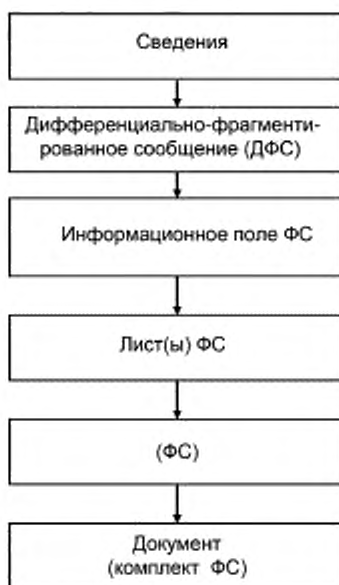 Сведения
Дифференциально-фрагменти-
рованное сообщение (ДФС)
Информационное поле ФС
Лист(ы) ФС
(ФС)
Документ
(комплект ФС)